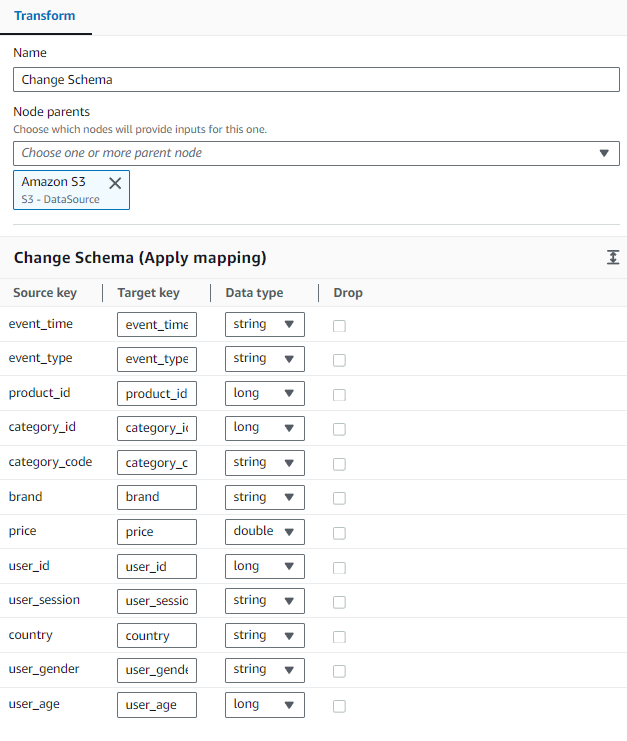 Transform
Name
Change Schema
Node parents
Choose which nodes will provide inputs for this one.
Choose one or more parent node
Amazon S3
S3 - DataSource
Change Schema (Apply mapping)
Source key Target key Data type Drop
event_time event_time string
event_type event_type string
product_id product_id long
category_id category_ic long
category_code category_c string
brand brand string
price price double
user_id user_id long
user_session user_sessio string
country country string
user_gender user_gende string
user_age user_age long